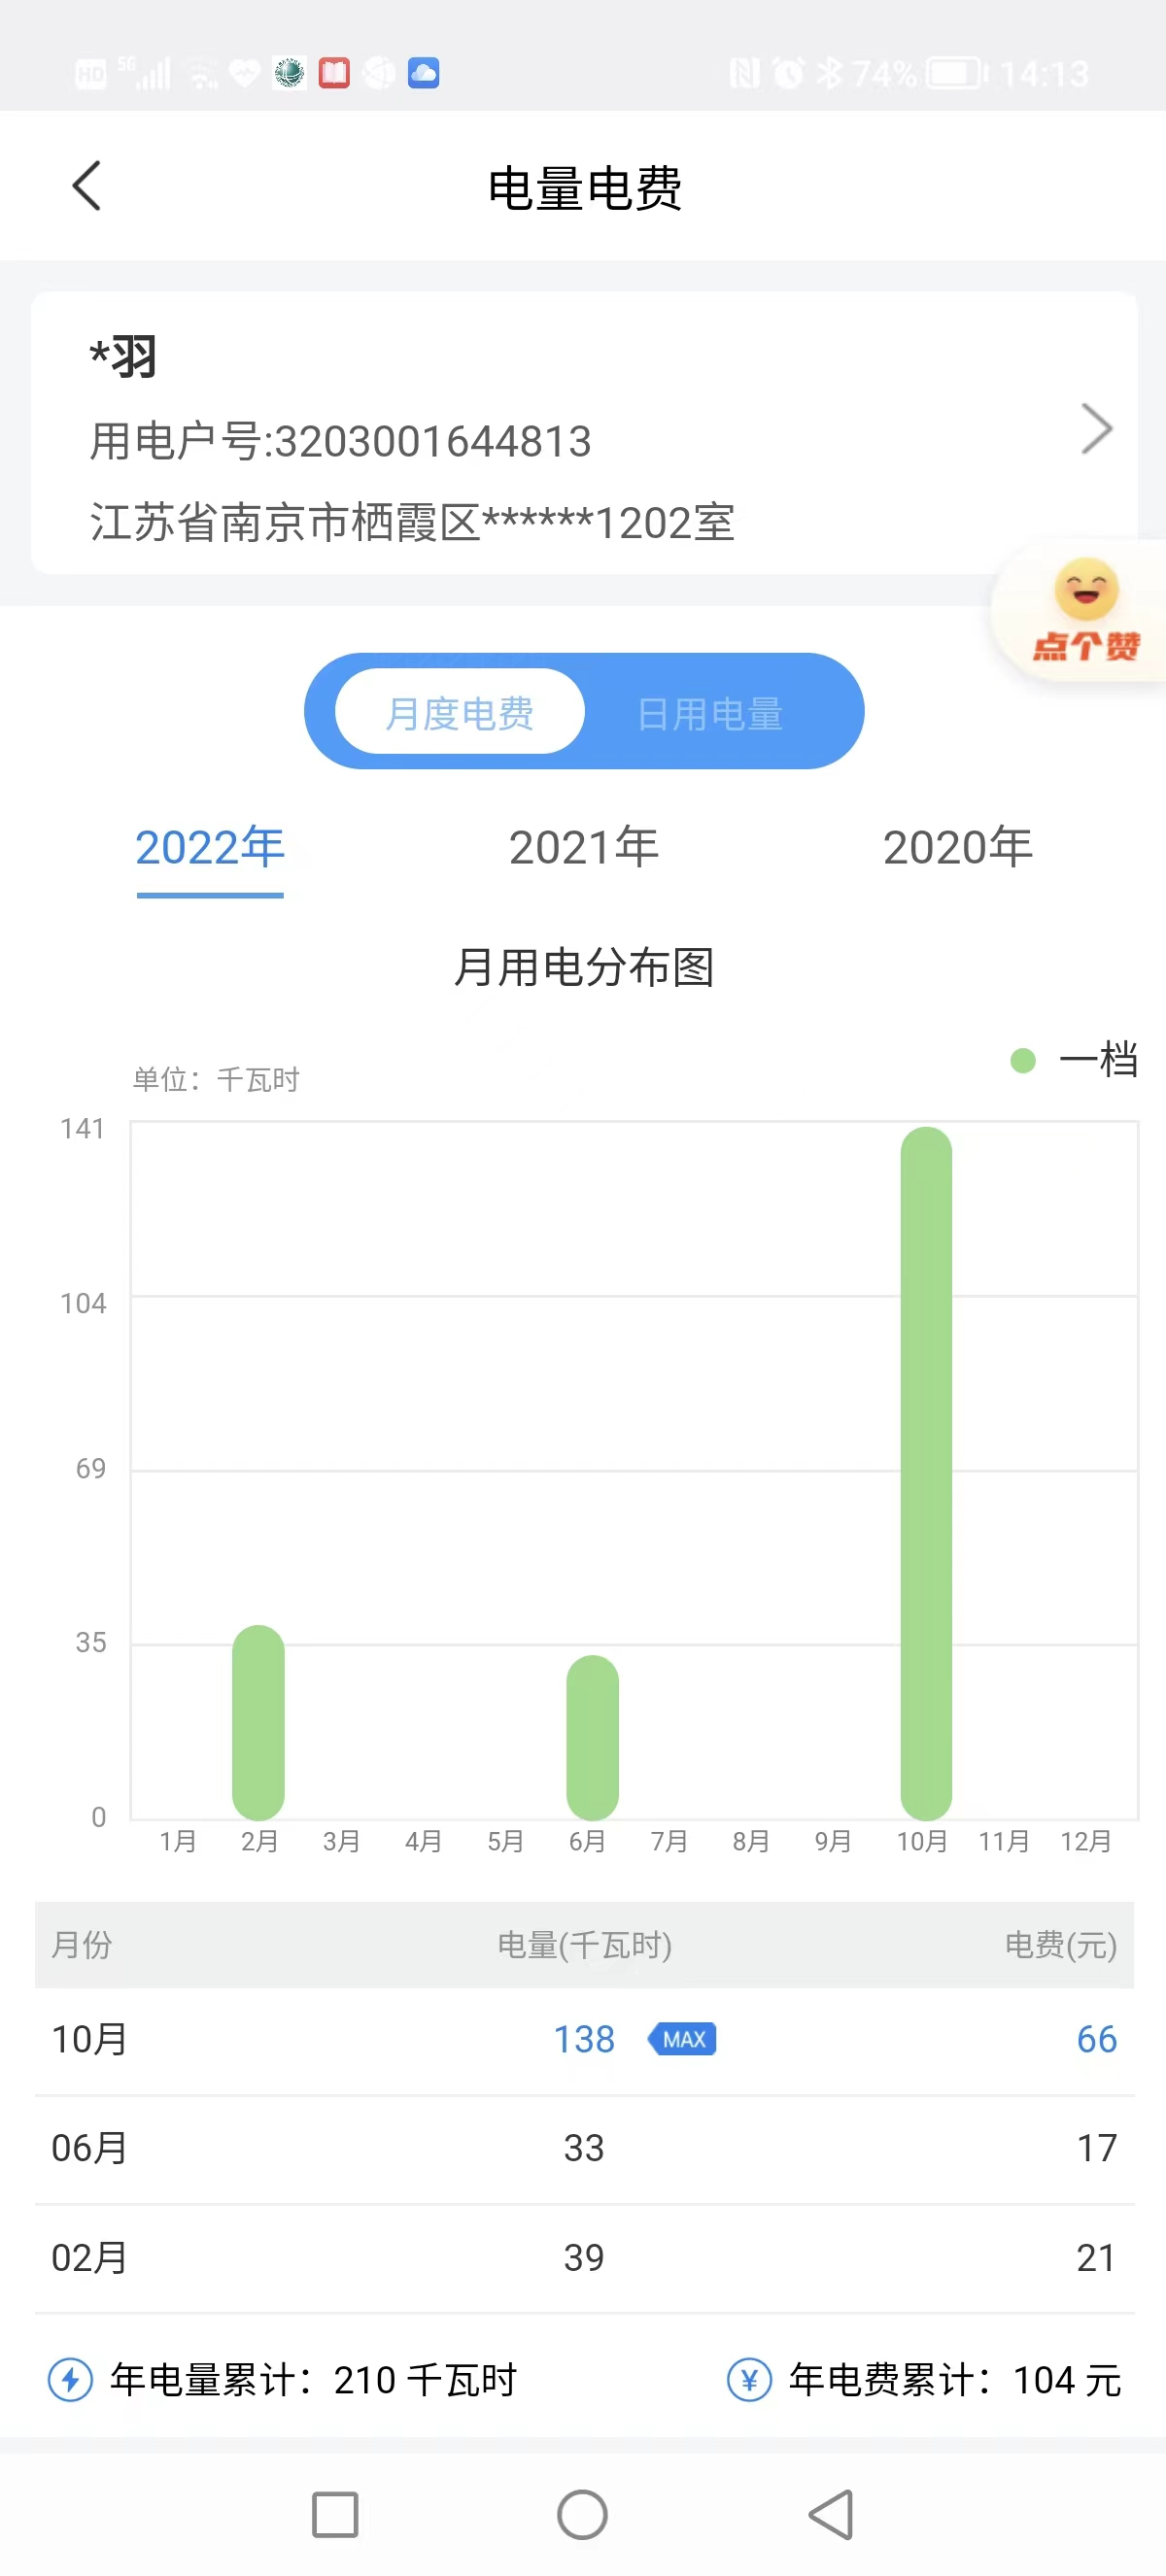 HD 5G 74% 14:13
电量电费
*羽
用电户号:3203001644813
江苏省南京市栖霞区******1202室
点个赞
月度电费 日用电量
2022年 2021年 2020年
月用电分布图
一档
单位：千瓦时
141
104
69
35
0
1月 2月 3月 4月 5月 6月 7月 8月 9月 10月 11月 12月
月份 电量(千瓦时) 电费(元)
10月 138 MAX 66
06月 33 17
02月 39 21
年电量累计：210 千瓦时 ¥ 年电费累计：104 元